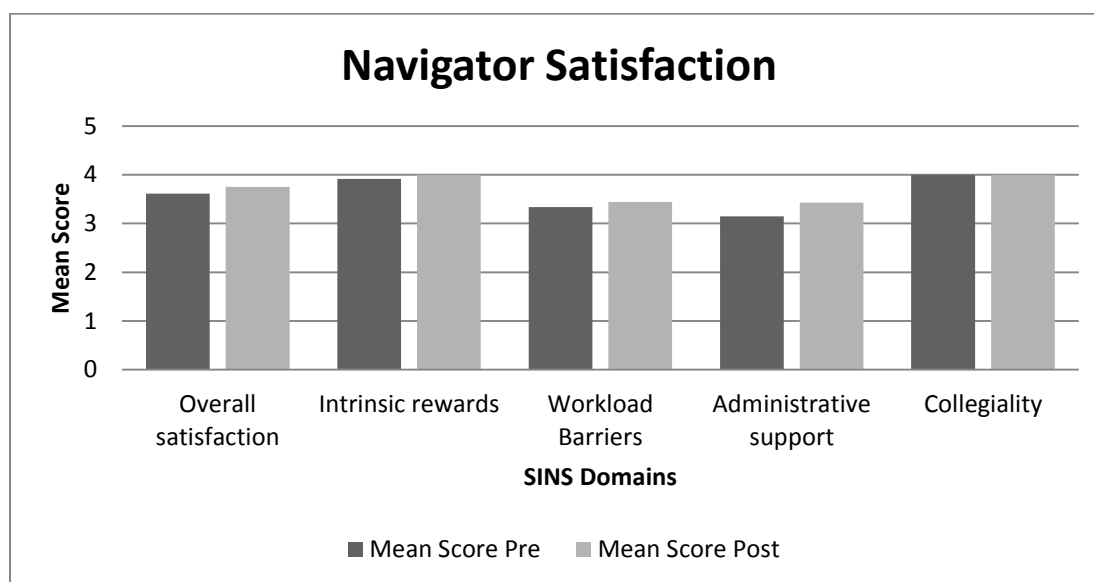 Navigator Satisfaction
5
4
3
2
1
0
Mean Score
Overall
satisfaction
Intrinsic rewards
Workload
Barriers
Administrative
support
Collegiality
SINS Domains
Mean Score Pre
Mean Score Post